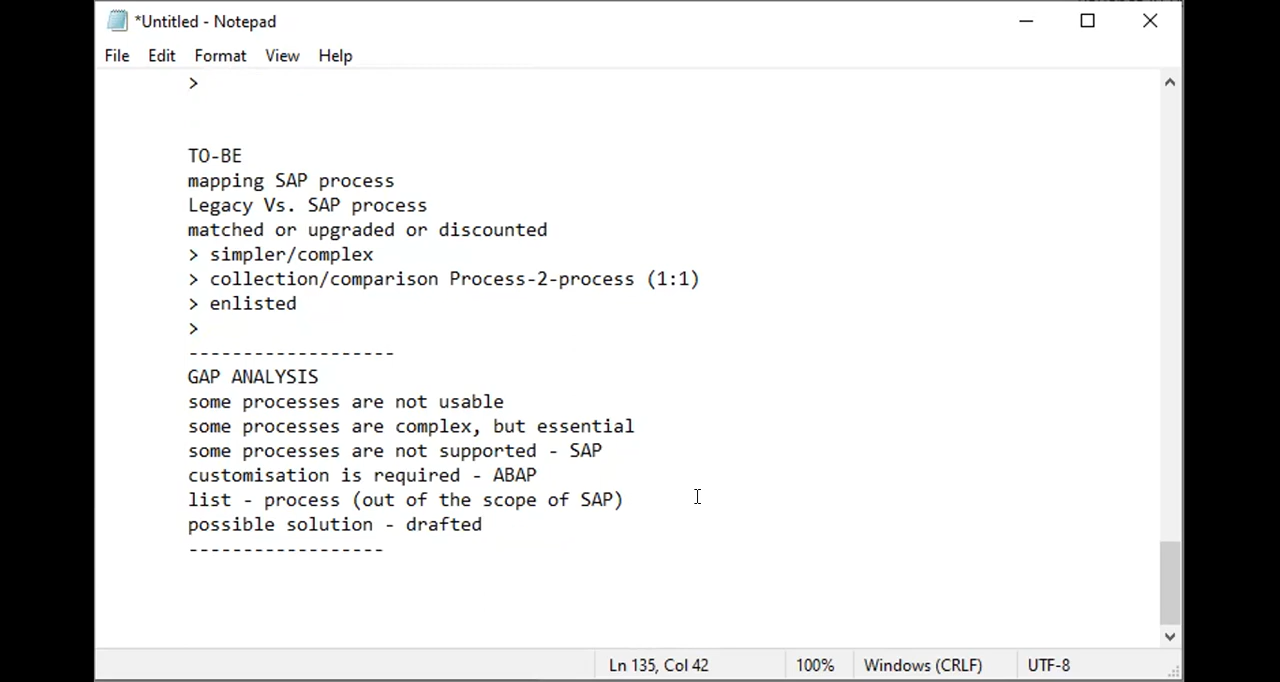 *Untitled - Notepad
File Edit Format View Help
>
TO-BE
mapping SAP process
Legacy Vs. SAP process
matched or upgraded or discounted
> simpler/complex
> collection/comparison Process-2-process (1:1)
> enlisted
>
-------------------
GAP ANALYSIS
some processes are not usable
some processes are complex, but essential
some processes are not supported - SAP
customisation is required - ABAP
list - process (out of the scope of SAP)
possible solution - drafted
------------------
Ln 135, Col 42 100% Windows (CRLF) UTF-8